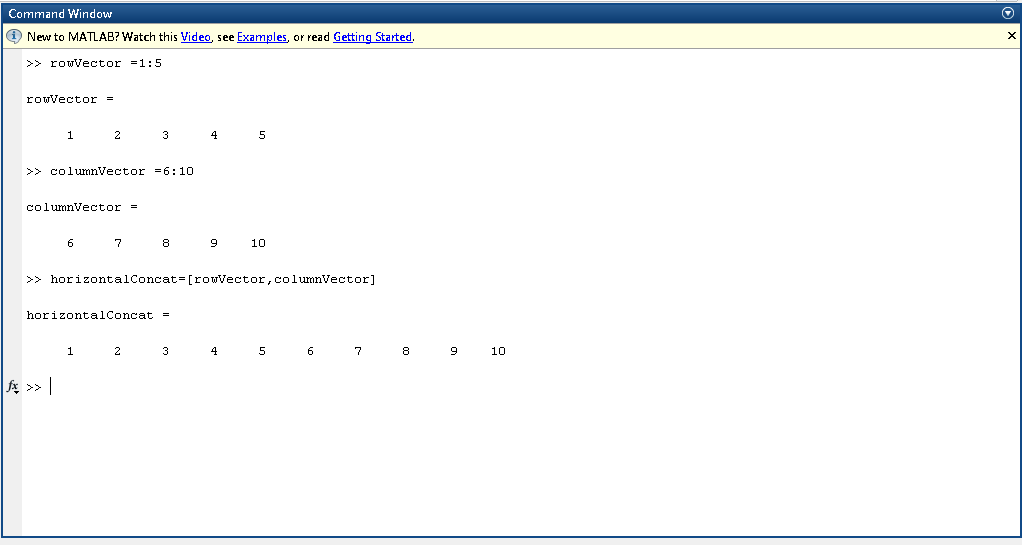 Command Window
New to MATLAB? Watch this Video, see Examples, or read Getting Started.
>> rowVector =1:5
rowVector =
1 2 3 4 5
>> columnVector =6:10
columnVector =
6 7 8 9 10
>> horizontalConcat=[rowVector,columnVector]
horizontalConcat =
1 2 3 4 5 6 7 8 9 10
fx >>